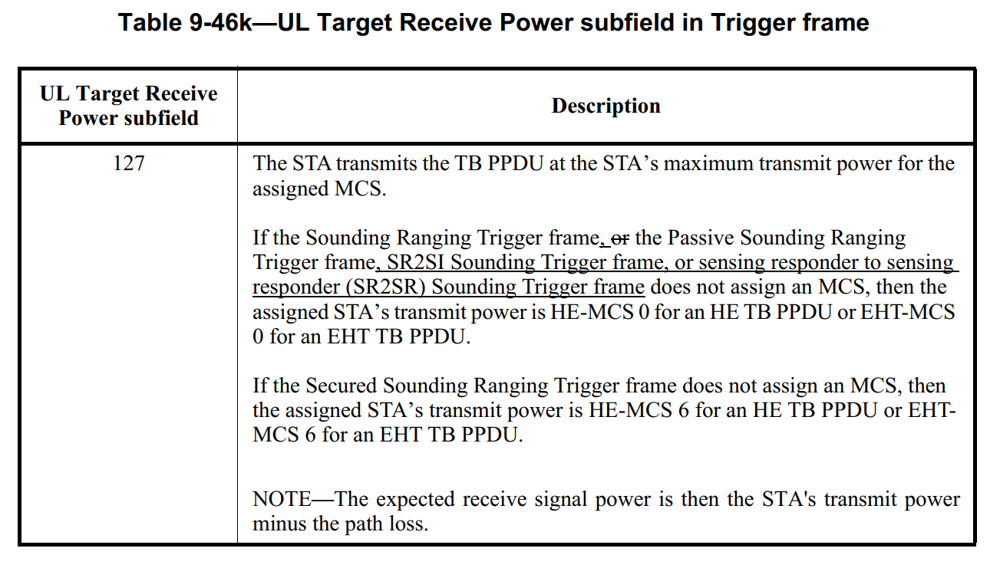 Table 9-46k—UL Target Receive Power subfield in Trigger frame
UL Target Receive
Power subfield
Description
127
The STA transmits the TB PPDU at the STA’s maximum transmit power for the
assigned MCS.
If the Sounding Ranging Trigger frame, or the Passive Sounding Ranging
Trigger frame, SR2SI Sounding Trigger frame, or sensing responder to sensing
responder (SR2SR) Sounding Trigger frame does not assign an MCS, then the
assigned STA’s transmit power is HE-MCS 0 for an HE TB PPDU or EHT-MCS
0 for an EHT TB PPDU.
If the Secured Sounding Ranging Trigger frame does not assign an MCS, then
the assigned STA’s transmit power is HE-MCS 6 for an HE TB PPDU or EHT-
MCS 6 for an EHT TB PPDU.
NOTE—The expected receive signal power is then the STA's transmit power
minus the path loss.